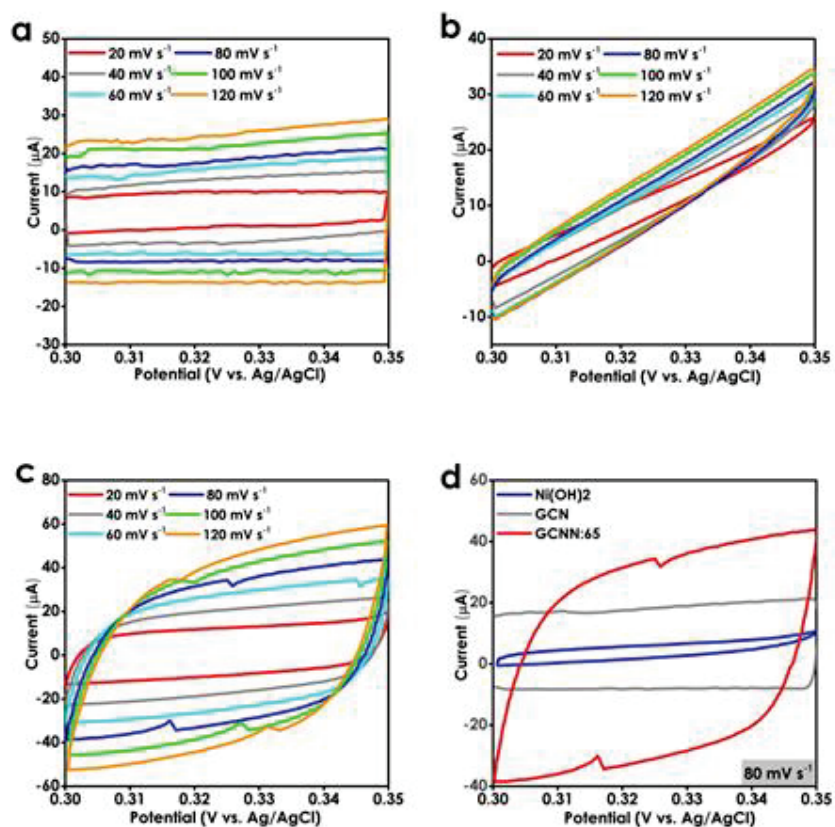 a
20 mV s⁻¹ 80 mV s⁻¹
40 mV s⁻¹ 100 mV s⁻¹
60 mV s⁻¹ 120 mV s⁻¹
50
40
30
20
10
0
-10
-20
-30
Current (μA)
0.30 0.31 0.32 0.33 0.34 0.35
Potential (V vs. Ag/AgCl)
b
20 mV s⁻¹ 80 mV s⁻¹
40 mV s⁻¹ 100 mV s⁻¹
60 mV s⁻¹ 120 mV s⁻¹
40
30
20
10
0
-10
Current (μA)
0.30 0.31 0.32 0.33 0.34 0.35
Potential (V vs. Ag/AgCl)
c
20 mV s⁻¹ 80 mV s⁻¹
40 mV s⁻¹ 100 mV s⁻¹
60 mV s⁻¹ 120 mV s⁻¹
80
60
40
20
0
-20
-40
-60
Current (μA)
0.30 0.31 0.32 0.33 0.34 0.35
Potential (V vs. Ag/AgCl)
d
Ni(OH)2
GCN
GCNN:65
60
40
20
0
-20
-40
Current (μA)
80 mV s⁻¹
0.30 0.31 0.32 0.33 0.34 0.35
Potential (V vs. Ag/AgCl)